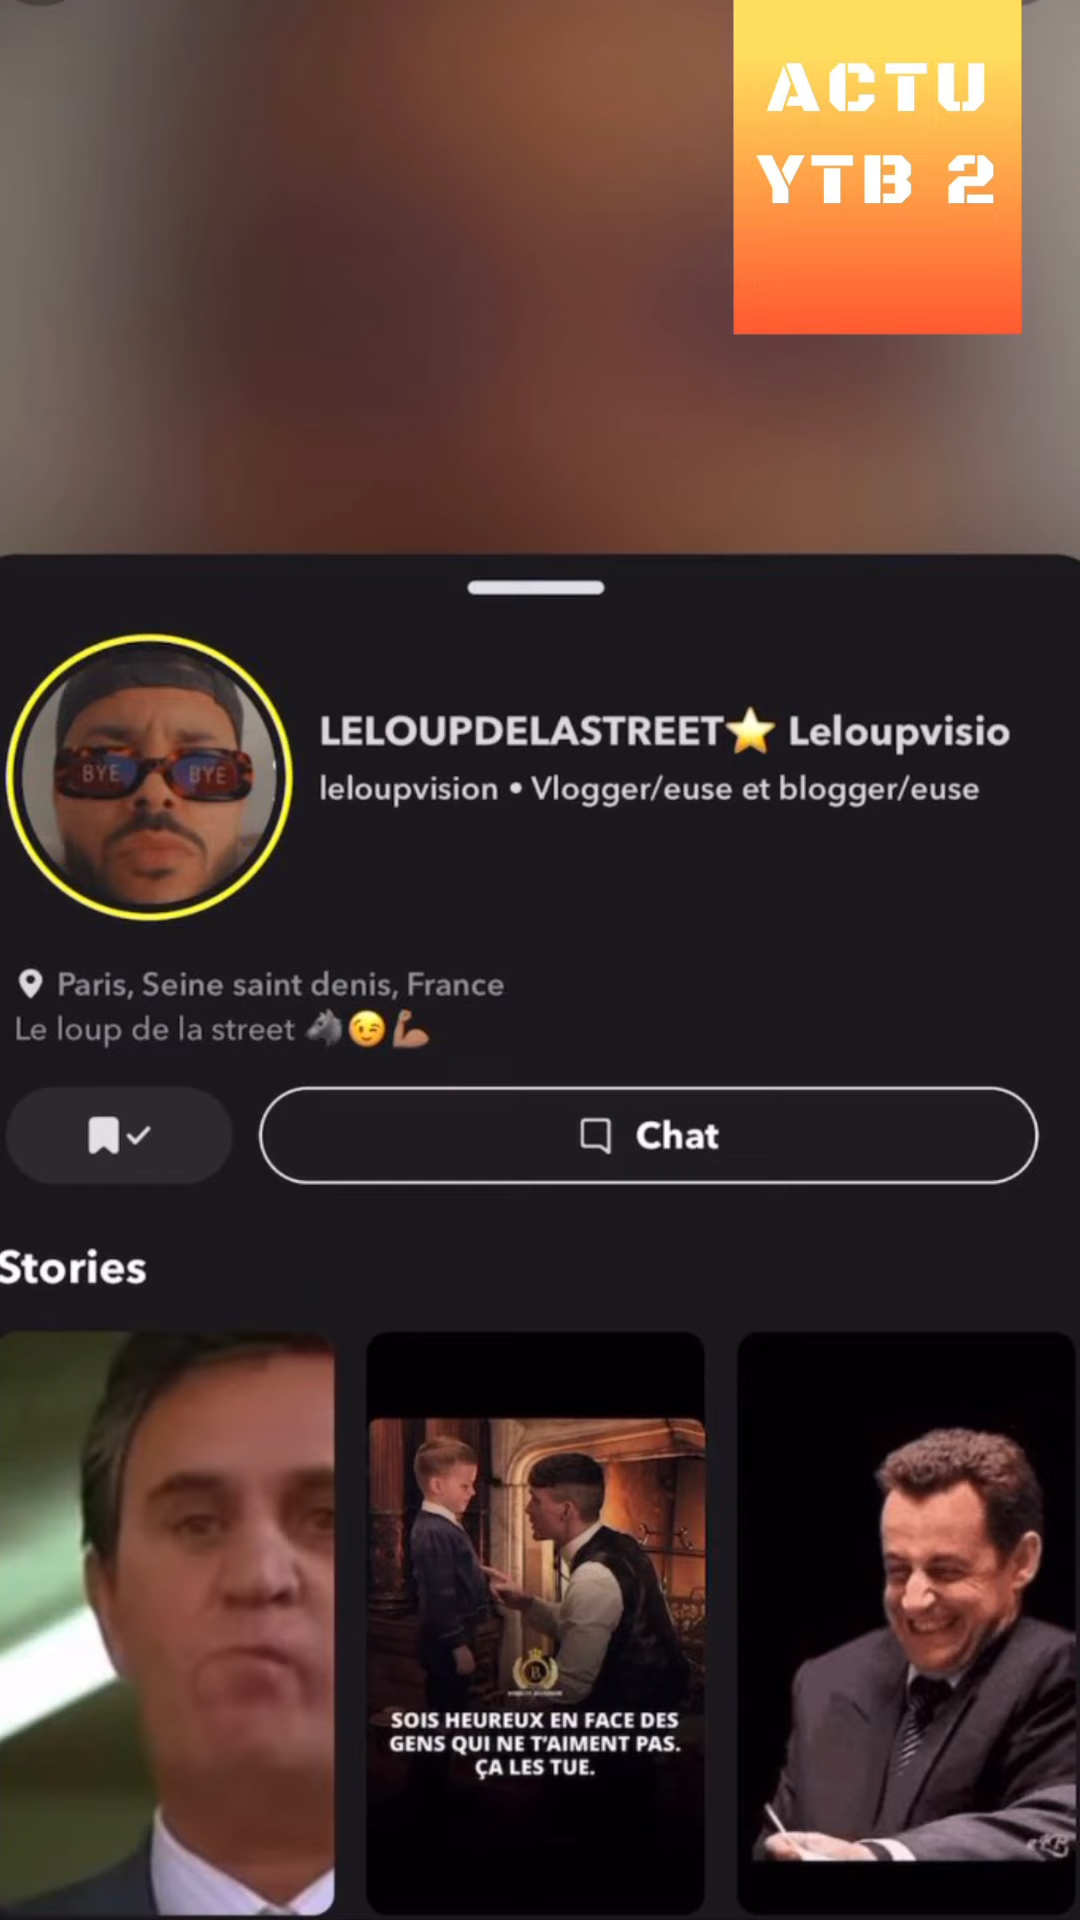 ACTU
YTB 2
BYE BYE
LELOUPDELASTREET⭐ Leloupvisio
leloupvision • Vlogger/euse et blogger/euse
Paris, Seine saint denis, France
Le loup de la street 🐺😉💪
Chat
Stories
B
SOIS HEUREUX EN FACE DES
GENS QUI NE T'AIMENT PAS.
ÇA LES TUE.